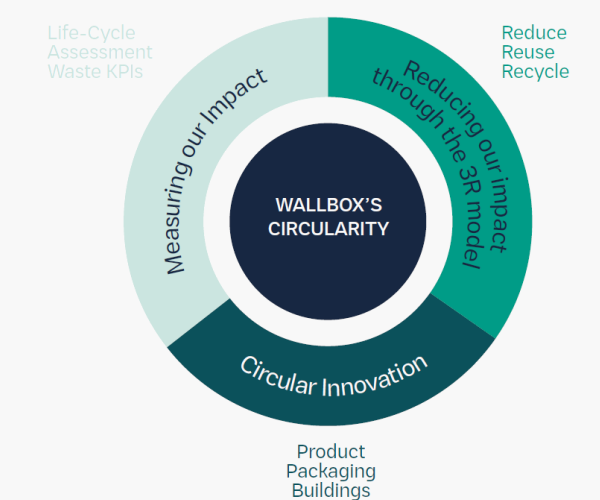 Life-Cycle
Assessment
Waste KPIs
Reduce
Reuse
Recycle
Measuring our Impact
Reducing our impact
through the 3R model
WALLBOX'S
CIRCULARITY
Circular Innovation
Product
Packaging
Buildings